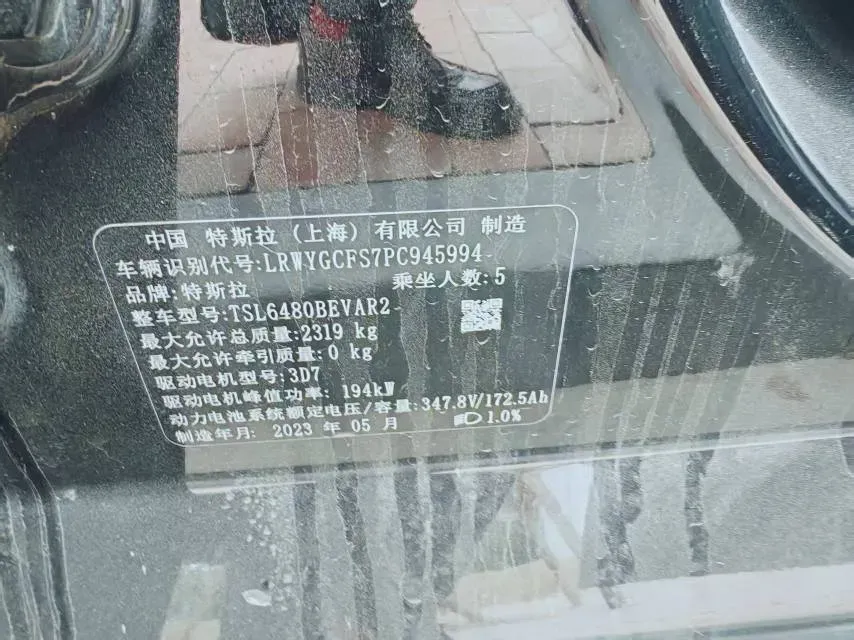 中国 特斯拉（上海）有限公司 制造
车辆识别代号:LRWYGCFS7PC945994
品牌:特斯拉 乘坐人数:5
整车型号:TSL6480BEVAR2
最大允许总质量:2319 kg
最大允许牵引质量:0 kg
驱动电机型号:3D7
驱动电机峰值功率: 194kW
动力电池系统额定电压/容量:347.8V/172.5Ah
制造年月: 2023 年 05 月 1.0%